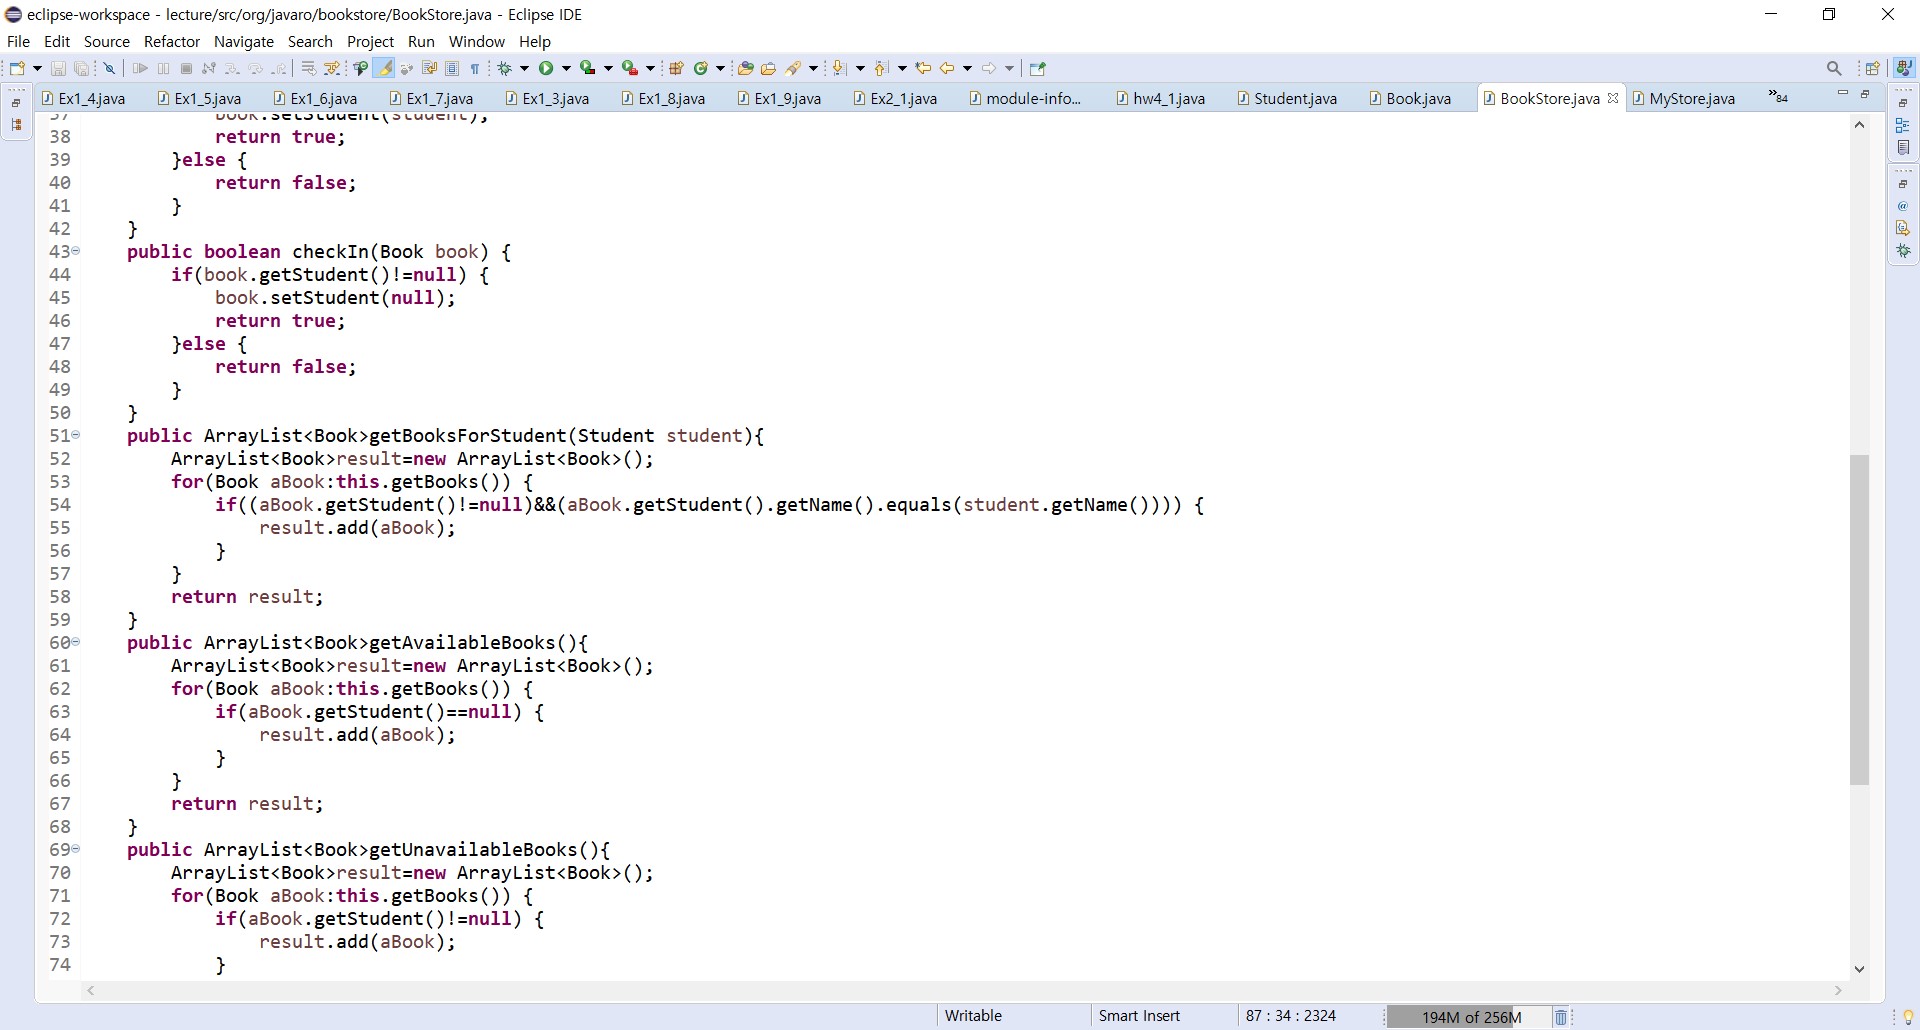 eclipse-workspace - lecture/src/org/javaro/bookstore/BookStore.java - Eclipse IDE
File Edit Source Refactor Navigate Search Project Run Window Help
Ex1_4.java Ex1_5.java Ex1_6.java Ex1_7.java Ex1_3.java Ex1_8.java Ex1_9.java Ex2_1.java module-info... hw4_1.java Student.java Book.java BookStore.java MyStore.java »84
37 book.setStudent(student);
38 return true;
39 }else {
40 return false;
41 }
42 }
43 public boolean checkIn(Book book) {
44 if(book.getStudent()!=null) {
45 book.setStudent(null);
46 return true;
47 }else {
48 return false;
49 }
50 }
51 public ArrayList<Book>getBooksForStudent(Student student){
52 ArrayList<Book>result=new ArrayList<Book>();
53 for(Book aBook:this.getBooks()) {
54 if((aBook.getStudent()!=null)&&(aBook.getStudent().getName().equals(student.getName()))) {
55 result.add(aBook);
56 }
57 }
58 return result;
59 }
60 public ArrayList<Book>getAvailableBooks(){
61 ArrayList<Book>result=new ArrayList<Book>();
62 for(Book aBook:this.getBooks()) {
63 if(aBook.getStudent()==null) {
64 result.add(aBook);
65 }
66 }
67 return result;
68 }
69 public ArrayList<Book>getUnavailableBooks(){
70 ArrayList<Book>result=new ArrayList<Book>();
71 for(Book aBook:this.getBooks()) {
72 if(aBook.getStudent()!=null) {
73 result.add(aBook);
74 }
Writable Smart Insert 87 : 34 : 2324 194M of 256M